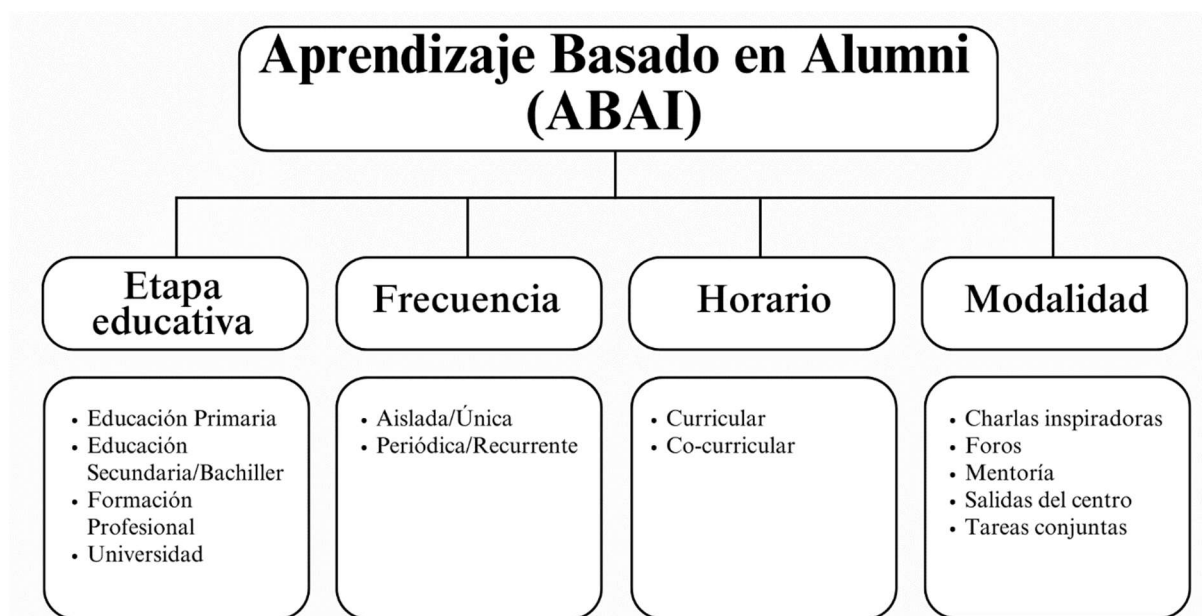 Aprendizaje Basado en Alumni
(ABAI)
Etapa
educativa
Frecuencia
Horario
Modalidad
• Educación Primaria
• Educación
Secundaria/Bachiller
• Formación
Profesional
• Universidad
• Aislada/Única
• Periódica/Recurrente
• Curricular
• Co-curricular
• Charlas inspiradoras
• Foros
• Mentoría
• Salidas del centro
• Tareas conjuntas